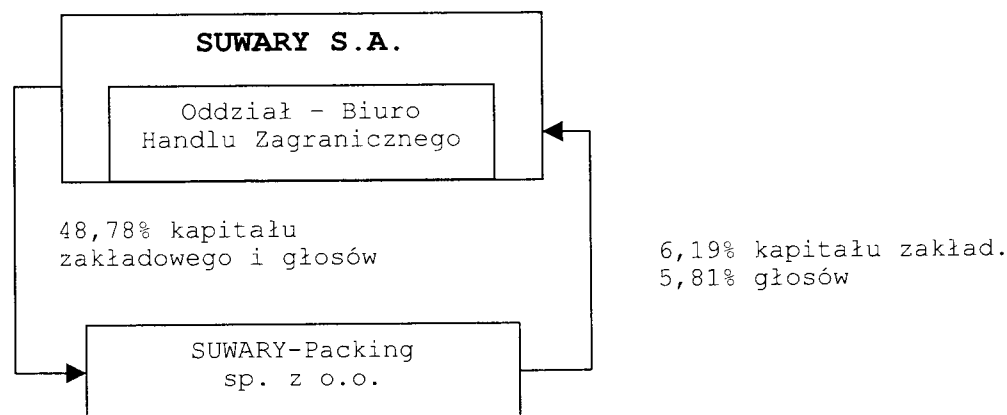 SUWARY S.A.
Oddział - Biuro
Handlu Zagranicznego
48,78% kapitału
zakładowego i głosów
6,19% kapitału zakład.
5,81% głosów
SUWARY-Packing
sp. z o.o.